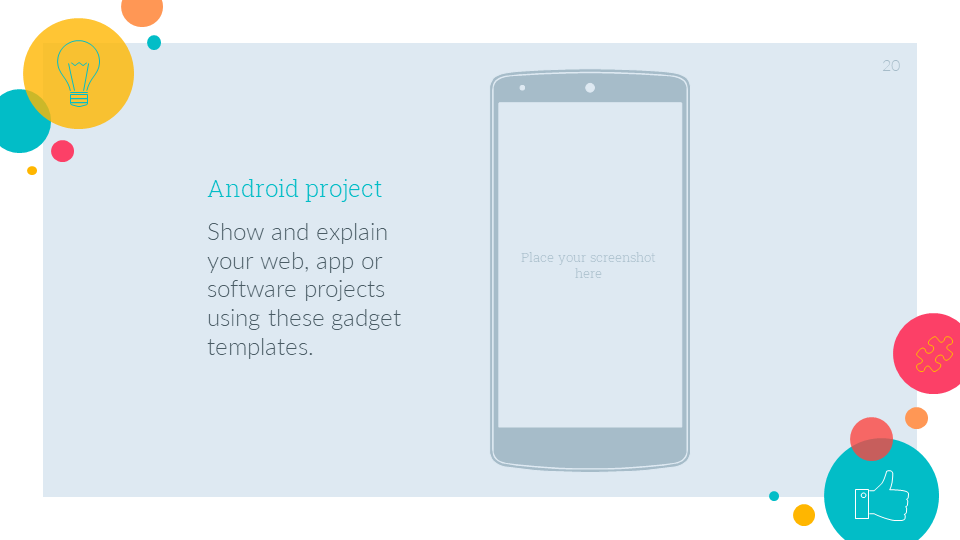 20
Android project
Show and explain
your web, app or
software projects
using these gadget
templates.
Place your screenshot
here